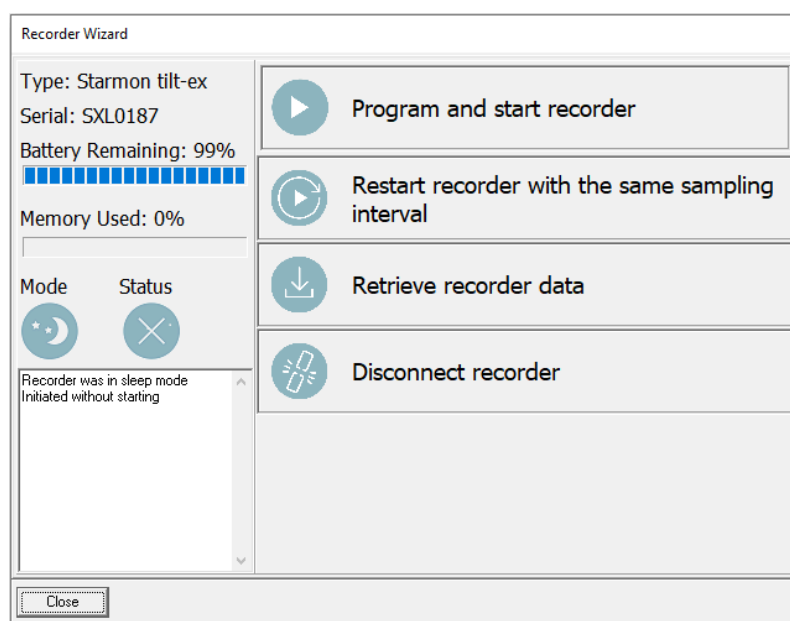 Recorder Wizard
Type: Starmon tilt-ex
Serial: SXL0187
Battery Remaining: 99%
Memory Used: 0%
Mode Status
Recorder was in sleep mode
Initiated without starting
Program and start recorder
Restart recorder with the same sampling
interval
Retrieve recorder data
Disconnect recorder
Close